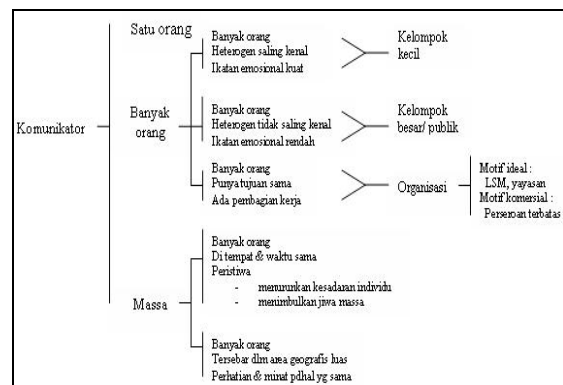 Satu orang
Banyak orang
Heterogen saling kenal
Ikatan emosional kuat
Kelompok
kecil
Komunikator
Banyak
orang
Banyak orang
Heterogen tidak saling kenal
Ikatan emosional rendah
Kelompok
besar/ publik
Banyak orang
Punya tujuan sama
Ada pembagian kerja
Organisasi
Motif ideal :
LSM, yayasan
Motif komersial :
Perseroan terbatas
Massa
Banyak orang
Di tempat & waktu sama
Peristiwa
- menurunkan kesadaran individu
- menimbulkan jiwa massa
Banyak orang
Tersebar dlm area geografis luas
Perhatian & minat pdhal yg sama